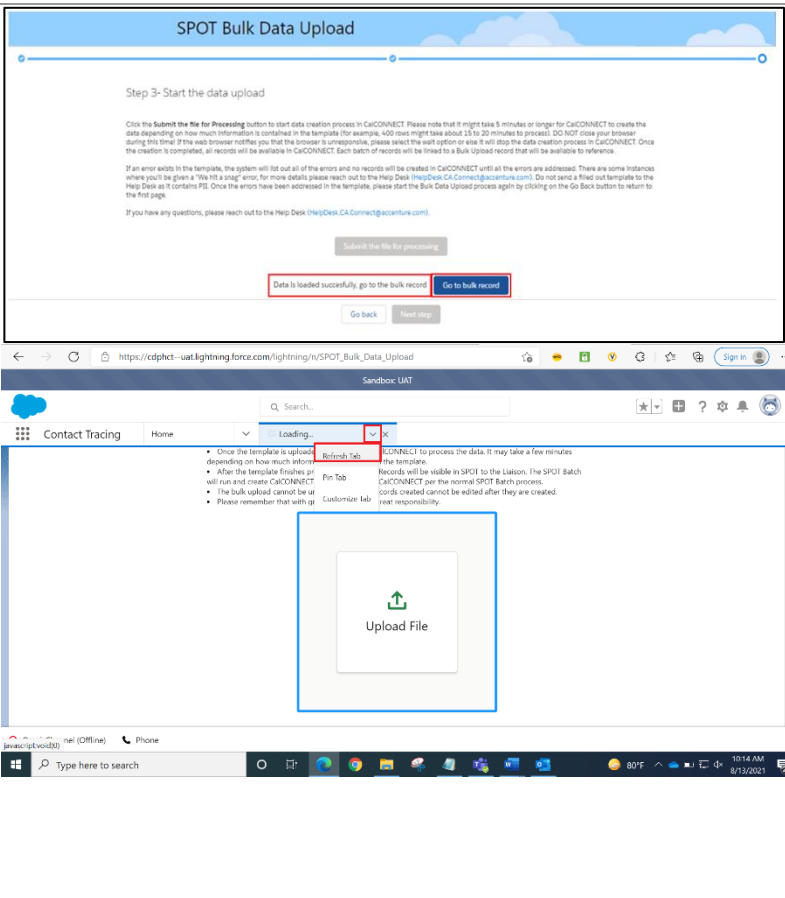 SPOT Bulk Data Upload
Step 3- Start the data upload
Click the Submit the file for Processing button to start data creation process in CalCONNECT. Please note that it might take 5 minutes or longer for CalCONNECT to create the
data depending on how much information is contained in the template (for example, 400 rows might take about 15 to 20 minutes to process). DO NOT close your browser
during this time! If the web browser notifies you that the browser is unresponsive, please select the wait option or else it will stop the data creation process in CalCONNECT. Once
the creation is completed, all records will be available in CalCONNECT. Each batch of records will be linked to a Bulk Upload record that will be available to reference.
If an error exists in the template, the system will list out all of the errors and no records will be created in CalCONNECT until all the errors are addressed. There are some instances
where you'll be given a "We hit a snag" error, for more details please reach out to the Help Desk (HelpDesk.CA.Connect@accenture.com). Do not send a filled out template to the
Help Desk as it contains PII. Once the errors have been addressed in the template, please start the Bulk Data Upload process again by clicking on the Go Back button to return to
the first page.
If you have any questions, please reach out to the Help Desk (HelpDesk.CA.Connect@accenture.com).
Submit the file for processing
Data is loaded succesfully, go to the bulk record Go to bulk record
Go back Next step
https://cdphct--uat.lightning.force.com/lightning/n/SPOT_Bulk_Data_Upload Sign in
Sandbox: UAT
Search...
Contact Tracing Home Loading...
• Once the template is uploade CONNECT to process the data. It may take a few minutes
depending on how much inform the template.
Refresh Tab
• After the template finishes pr Records will be visible in SPOT to the Liaison. The SPOT Batch
will run and create CalCONNECT CalCONNECT per the normal SPOT Batch process.
Pin Tab
• The bulk upload cannot be un cords created cannot be edited after they are created.
• Please remember that with gr reat responsibility.
Customize Tab
Upload File
nel (Offline) Phone
javascript:void(0)
Type here to search 80°F 10:14 AM
8/13/2021